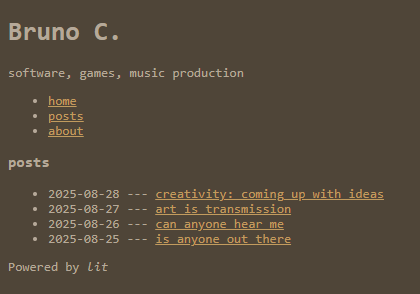 Bruno C.
software, games, music production
• home
• posts
• about
posts
• 2025-08-28 --- creativity: coming up with ideas
• 2025-08-27 --- art is transmission
• 2025-08-26 --- can anyone hear me
• 2025-08-25 --- is anyone out there
Powered by lit